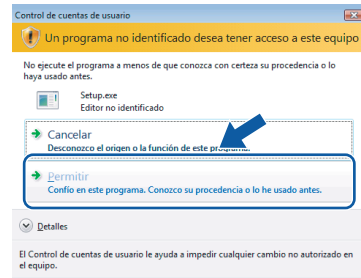 Control de cuentas de usuario
Un programa no identificado desea tener acceso a este equipo
No ejecute el programa a menos de que conozca con certeza su procedencia o lo
haya usado antes.
Setup.exe
Editor no identificado
Cancelar
Desconozco el origen o la función de este programa.
Permitir
Confío en este programa. Conozco su procedencia o lo he usado antes.
Detalles
El Control de cuentas de usuario le ayuda a impedir cualquier cambio no autorizado en
el equipo.